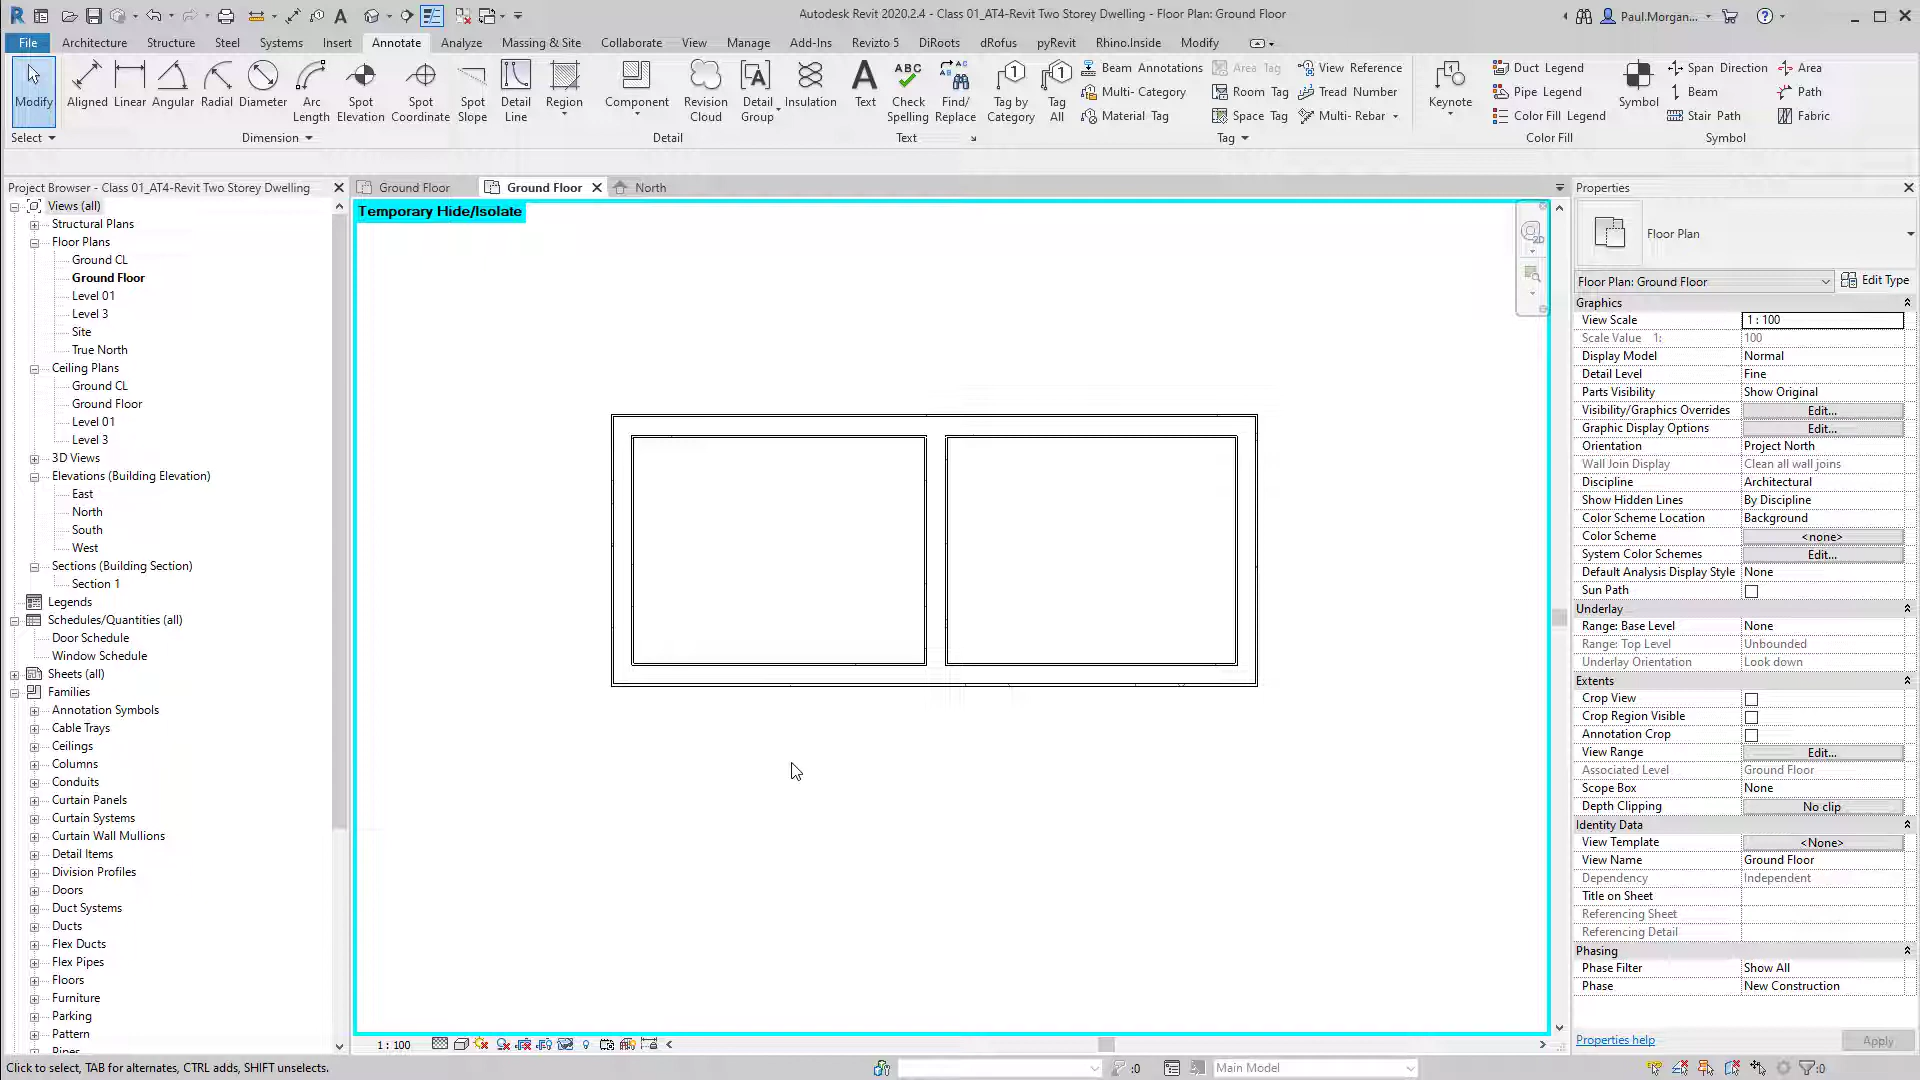 Autodesk Revit 2020.2.4 - Class 01_AT4-Revit Two Storey Dwelling - Floor Plan: Ground Floor
Paul.Morgan...
File Architecture Structure Steel Systems Insert Annotate Analyze Massing & Site Collaborate View Manage Add-Ins Revizto 5 DiRoots dRofus pyRevit Rhino.Inside Modify
Modify Aligned Linear Angular Radial Diameter Arc Length Spot Elevation Spot Coordinate Spot Slope Detail Line Region Component Revision Cloud Detail Group Insulation Text ABC Check Spelling Find/ Replace Tag by Category Tag All
Beam Annotations Area Tag View Reference
Multi- Category Room Tag Tread Number
Material Tag Space Tag Multi- Rebar
Keynote
Duct Legend
Pipe Legend
Color Fill Legend
Symbol
Span Direction Area
Beam Path
Stair Path Fabric
Select Dimension Detail Text Tag Color Fill Symbol
Project Browser - Class 01_AT4-Revit Two Storey Dwelling
Views (all)
Structural Plans
Floor Plans
Ground CL
Ground Floor
Level 01
Level 3
Site
True North
Ceiling Plans
Ground CL
Ground Floor
Level 01
Level 3
3D Views
Elevations (Building Elevation)
East
North
South
West
Sections (Building Section)
Section 1
Legends
Schedules/Quantities (all)
Door Schedule
Window Schedule
Sheets (all)
Families
Annotation Symbols
Cable Trays
Ceilings
Columns
Conduits
Curtain Panels
Curtain Systems
Curtain Wall Mullions
Detail Items
Division Profiles
Doors
Duct Systems
Ducts
Flex Ducts
Flex Pipes
Floors
Furniture
Parking
Pattern
Pipes
Ground Floor Ground Floor North
Temporary Hide/Isolate
1 : 100
Properties
Floor Plan
Floor Plan: Ground Floor Edit Type
Graphics
View Scale 1 : 100
Scale Value 1: 100
Display Model Normal
Detail Level Fine
Parts Visibility Show Original
Visibility/Graphics Overrides Edit...
Graphic Display Options Edit...
Orientation Project North
Wall Join Display Clean all wall joins
Discipline Architectural
Show Hidden Lines By Discipline
Color Scheme Location Background
Color Scheme <none>
System Color Schemes Edit...
Default Analysis Display Style None
Sun Path
Underlay
Range: Base Level None
Range: Top Level Unbounded
Underlay Orientation Look down
Extents
Crop View
Crop Region Visible
Annotation Crop
View Range Edit...
Associated Level Ground Floor
Scope Box None
Depth Clipping No clip
Identity Data
View Template <None>
View Name Ground Floor
Dependency Independent
Title on Sheet
Referencing Sheet
Referencing Detail
Phasing
Phase Filter Show All
Phase New Construction
Properties help Apply
Click to select, TAB for alternates, CTRL adds, SHIFT unselects. :0 Main Model :0